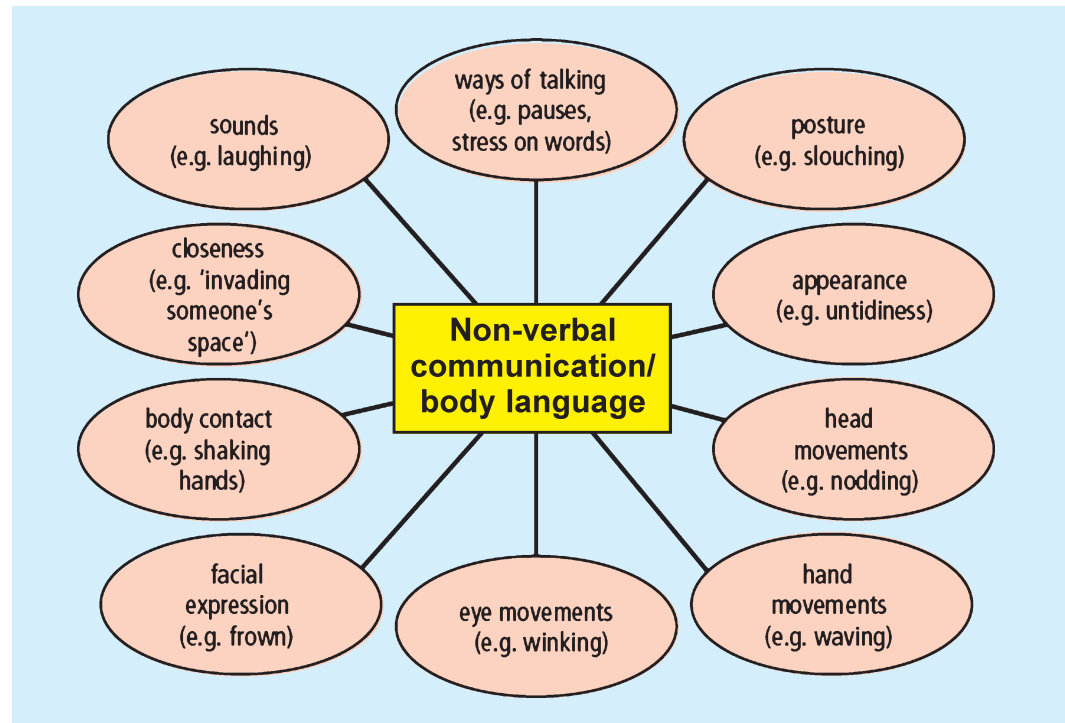 ways of talking
(e.g. pauses,
stress on words)
sounds
(e.g. laughing)
posture
(e.g. slouching)
closeness
(e.g. ‘invading
someone’s
space‘)
appearance
(e.g. untidiness)
Non-verbal
communication/
body language
body contact
(e.g. shaking
hands)
head
movements
(e.g. nodding)
facial
expression
(e.g. frown)
eye movements
(e.g. winking)
hand
movements
(e.g. waving)